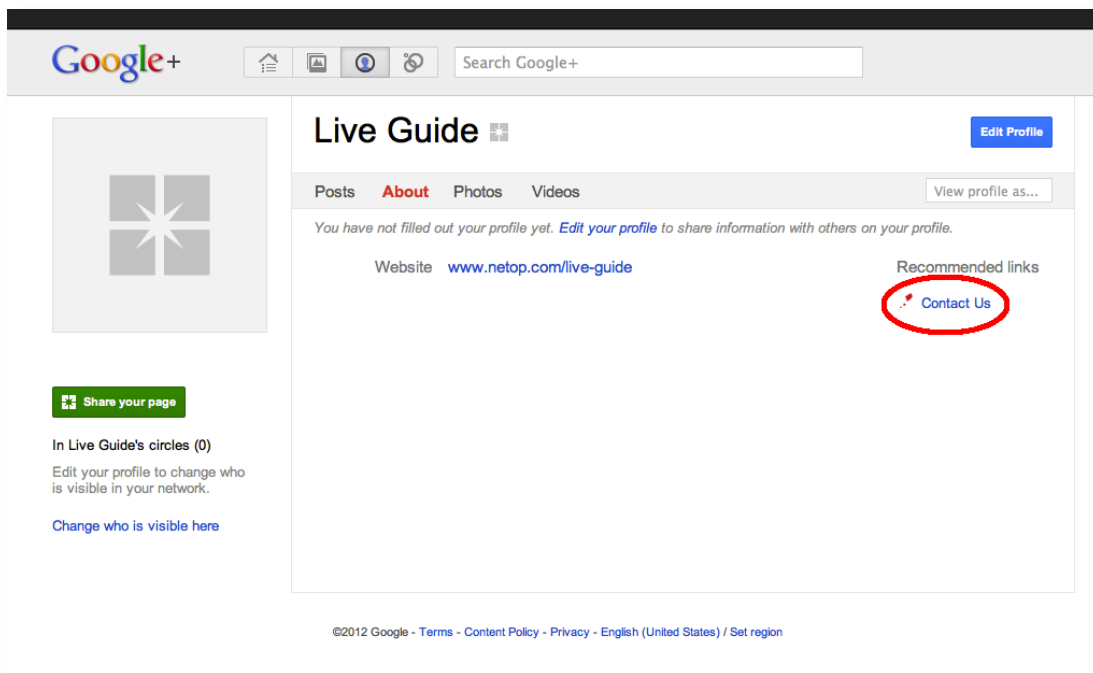 Google+
Search Google+
Live Guide
Edit Profile
Posts About Photos Videos
View profile as...
You have not filled out your profile yet. Edit your profile to share information with others on your profile.
Website www.netop.com/live-guide
Recommended links
Contact Us
Share your page
In Live Guide's circles (0)
Edit your profile to change who
is visible in your network.
Change who is visible here
©2012 Google - Terms - Content Policy - Privacy - English (United States) / Set region